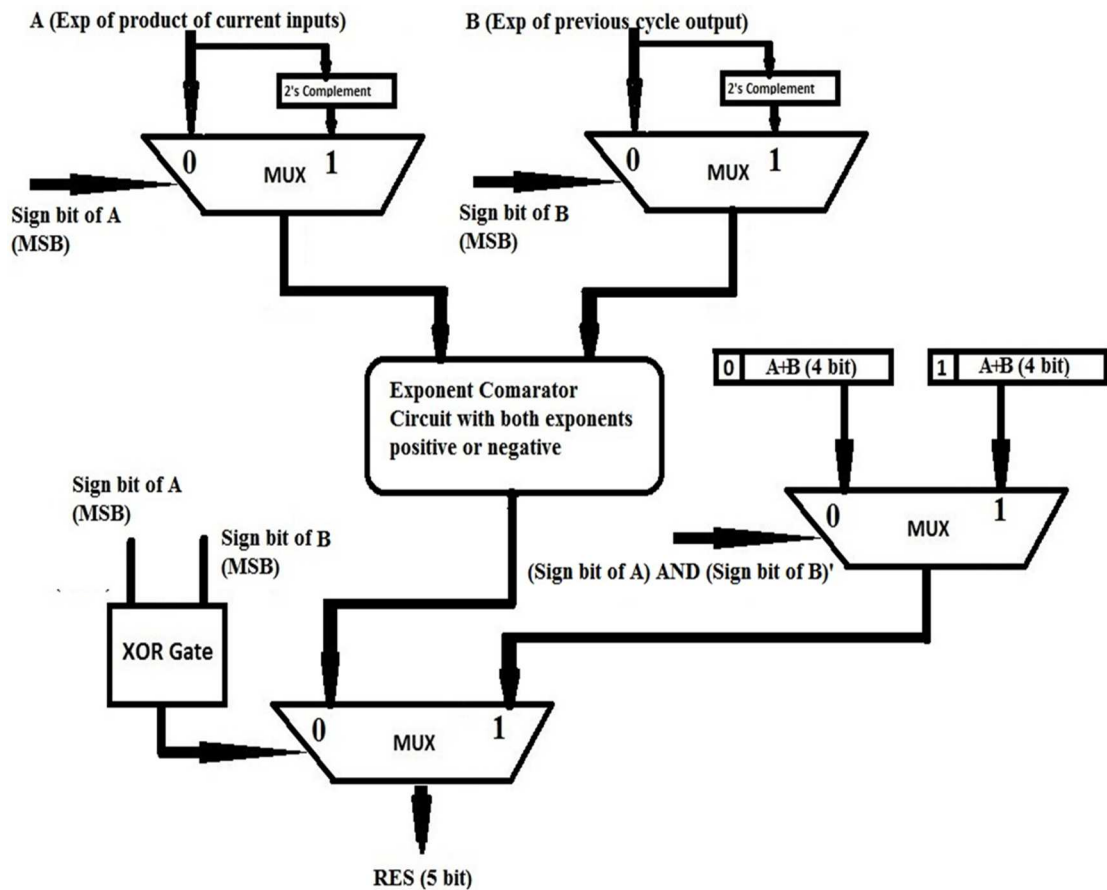 A (Exp of product of current inputs)
B (Exp of previous cycle output)
2's Complement
2's Complement
0
1
MUX
0
1
MUX
Sign bit of A
(MSB)
Sign bit of B
(MSB)
Exponent Comarator
Circuit with both exponents
positive or negative
0 A+B (4 bit)
1 A+B (4 bit)
Sign bit of A
(MSB)
Sign bit of B
(MSB)
0
1
MUX
(Sign bit of A) AND (Sign bit of B)'
XOR Gate
0
1
MUX
RES (5 bit)